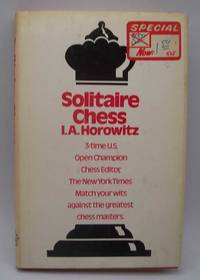 SPECIAL
Now!
Solitaire
Chess
I.A. Horowitz
3-time U.S.
Open Champion
Chess Editor,
The New York Times
Match your wits
against the greatest
chess masters.